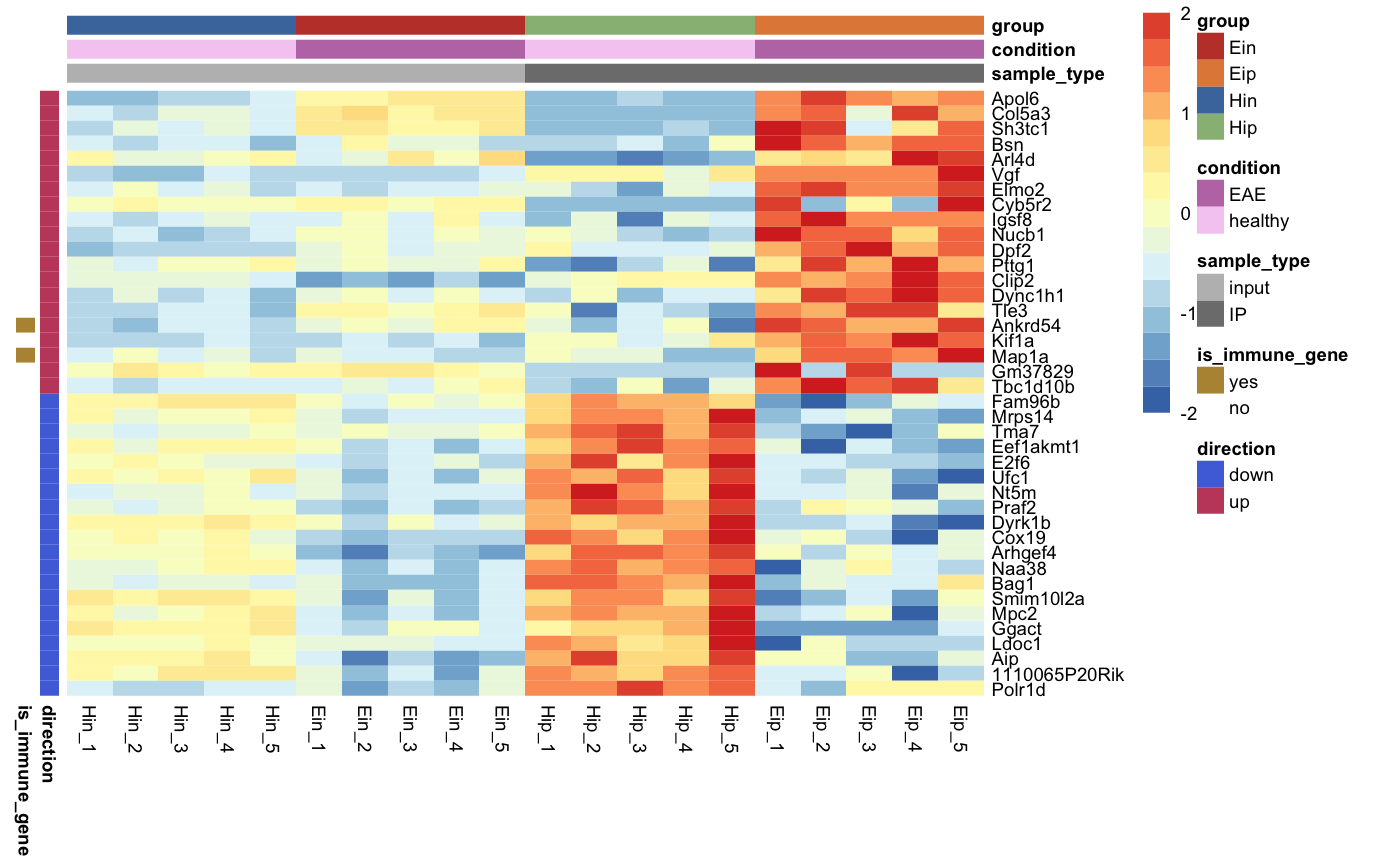 group
condition
sample_type
Apol6
Col5a3
Sh3tc1
Bsn
Arl4d
Vgf
Elmo2
Cyb5r2
Igsf8
Nucb1
Dpf2
Pttg1
Clip2
Dync1h1
Tle3
Ankrd54
Kif1a
Map1a
Gm37829
Tbc1d10b
Fam96b
Mrps14
Tma7
Eef1akmt1
E2f6
Ufc1
Nt5m
Praf2
Dyrk1b
Cox19
Arhgef4
Naa38
Bag1
Smim10l2a
Mpc2
Ggact
Ldoc1
Aip
1110065P20Rik
Polr1d
is_immune_gene
direction
Hin_1
Hin_2
Hin_3
Hin_4
Hin_5
Ein_1
Ein_2
Ein_3
Ein_4
Ein_5
Hip_1
Hip_2
Hip_3
Hip_4
Hip_5
Eip_1
Eip_2
Eip_3
Eip_4
Eip_5
2
1
0
-1
-2
group
Ein
Eip
Hin
Hip
condition
EAE
healthy
sample_type
input
IP
is_immune_gene
yes
no
direction
down
up